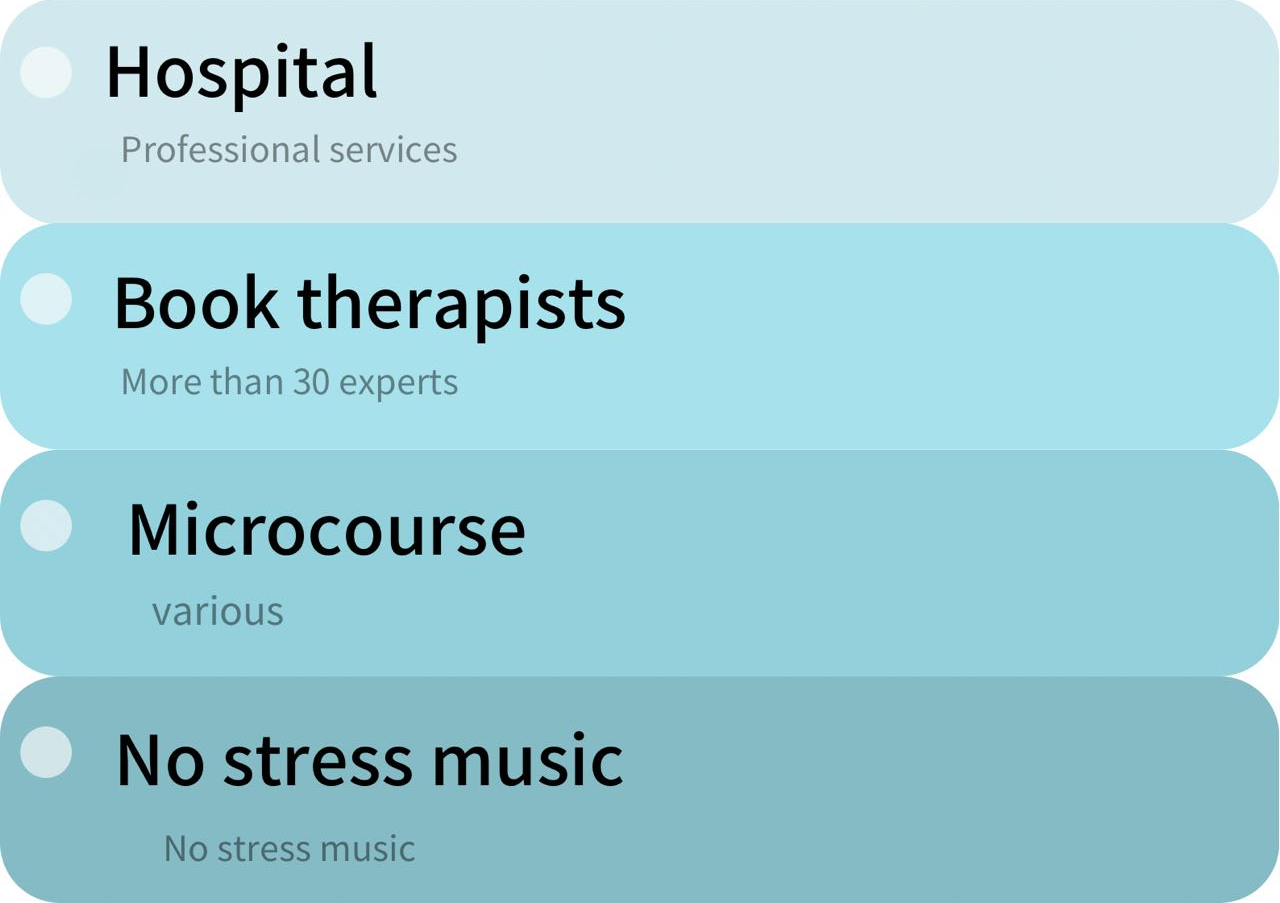 Hospital
Professional services
Book therapists
More than 30 experts
Microcourse
various
No stress music
No stress music